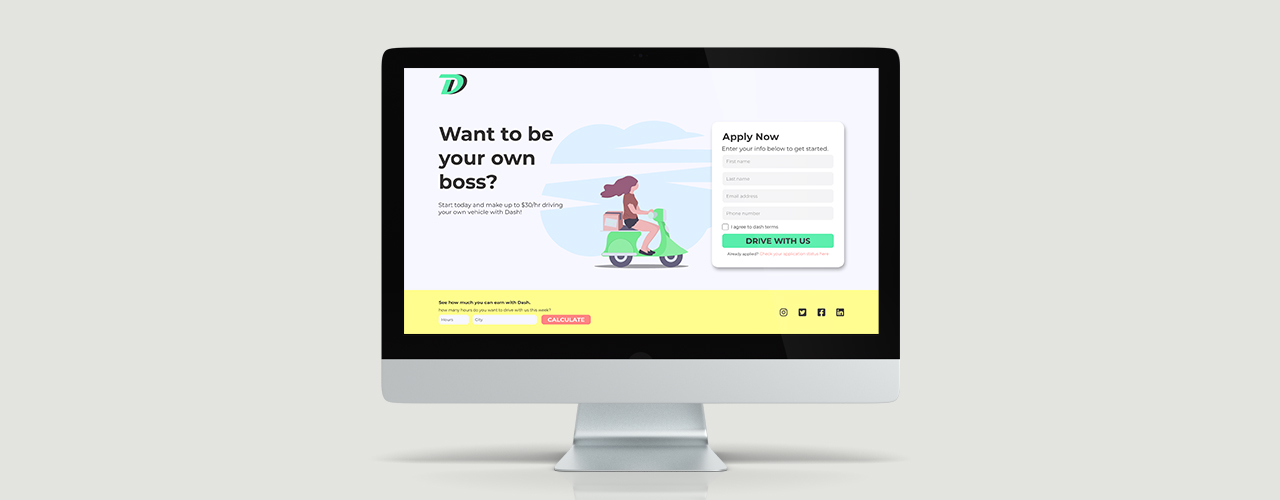 D
Want to be
your own
boss?
Start today and make up to $30/hr driving
your own vehicle with Dash!
Apply Now
Enter your info below to get started.
First name
Last name
Email address
Phone number
I agree to dash terms
DRIVE WITH US
Already applied? Check your application status here
See how much you can earn with Dash.
how many hours do you want to drive with us this week?
Hours
City
CALCULATE